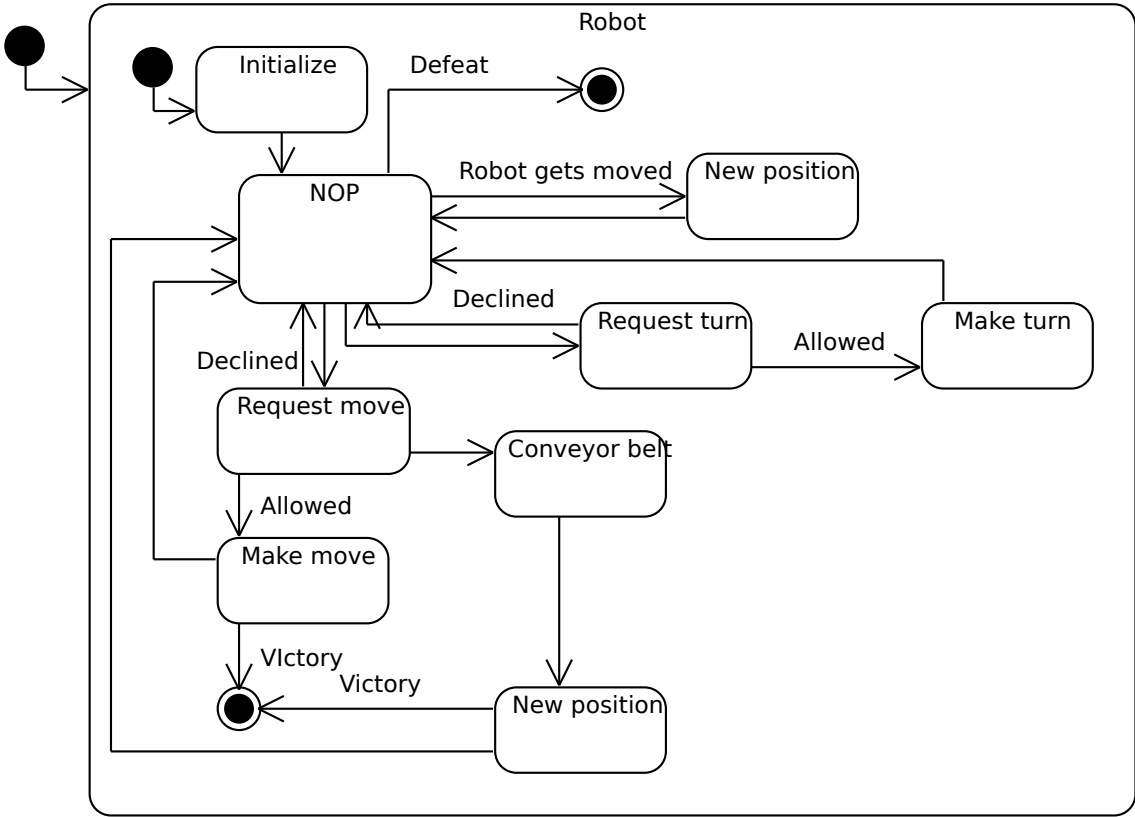 Robot
Initialize
Defeat
NOP
Robot gets moved
New position
Declined
Request turn
Allowed
Make turn
Declined
Request move
Conveyor belt
Allowed
Make move
VIctory
Victory
New position